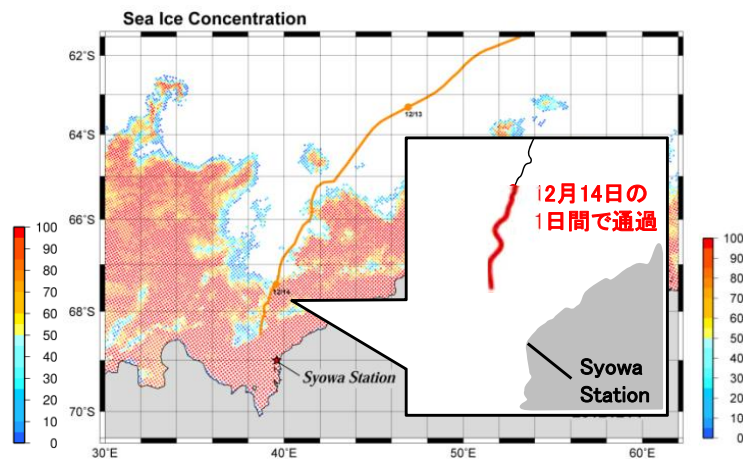 Sea Ice Concentration
62°S
64°S
66°S
68°S
70°S
30°E
40°E
50°E
60°E
12/13
12/14
Syowa Station
12月14日の
1日間で通過
Syowa
Station
100
90
80
70
60
50
40
30
20
10
0
100
90
80
70
60
50
40
30
20
10
0